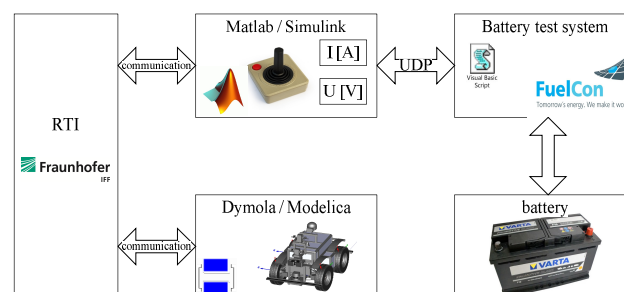 Matlab / Simulink
Battery test system
communication
I [A]
U [V]
UDP
Visual Basic
Script
FuelCon
Tomorrow's energy. We make it wo
RTI
Fraunhofer
IFF
communication
Dymola / Modelica
battery
VARTA
VARTA